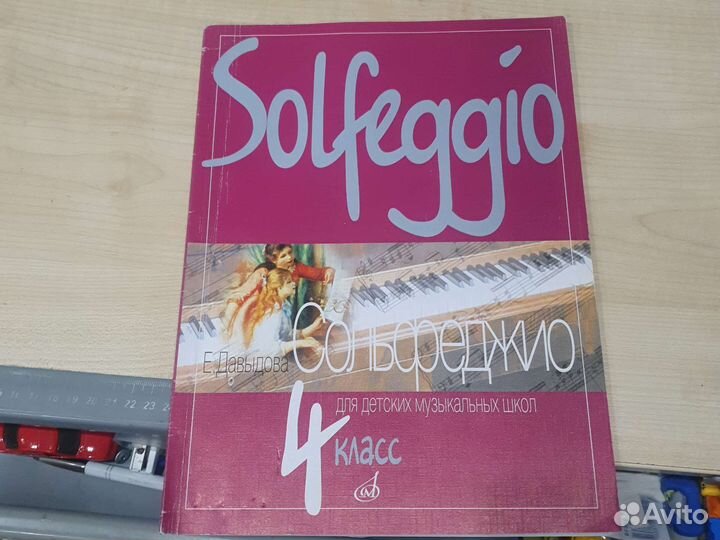 Solfeggio
Е.Давыдова Сольфеджио
для детских музыкальных школ
4 класс
Avito